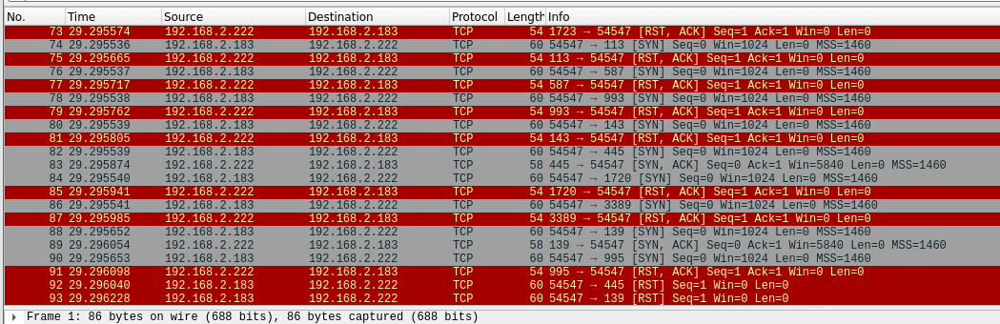 No. Time Source Destination Protocol Length Info
73 29.295574 192.168.2.222 192.168.2.183 TCP 54 1723 → 54547 [RST, ACK] Seq=1 Ack=1 Win=0 Len=0
74 29.295536 192.168.2.183 192.168.2.222 TCP 60 54547 → 113 [SYN] Seq=0 Win=1024 Len=0 MSS=1460
75 29.295665 192.168.2.222 192.168.2.183 TCP 54 113 → 54547 [RST, ACK] Seq=1 Ack=1 Win=0 Len=0
76 29.295537 192.168.2.183 192.168.2.222 TCP 60 54547 → 587 [SYN] Seq=0 Win=1024 Len=0 MSS=1460
77 29.295717 192.168.2.222 192.168.2.183 TCP 54 587 → 54547 [RST, ACK] Seq=1 Ack=1 Win=0 Len=0
78 29.295538 192.168.2.183 192.168.2.222 TCP 60 54547 → 993 [SYN] Seq=0 Win=1024 Len=0 MSS=1460
79 29.295762 192.168.2.222 192.168.2.183 TCP 54 993 → 54547 [RST, ACK] Seq=1 Ack=1 Win=0 Len=0
80 29.295539 192.168.2.183 192.168.2.222 TCP 60 54547 → 143 [SYN] Seq=0 Win=1024 Len=0 MSS=1460
81 29.295805 192.168.2.222 192.168.2.183 TCP 54 143 → 54547 [RST, ACK] Seq=1 Ack=1 Win=0 Len=0
82 29.295539 192.168.2.183 192.168.2.222 TCP 60 54547 → 445 [SYN] Seq=0 Win=1024 Len=0 MSS=1460
83 29.295874 192.168.2.222 192.168.2.183 TCP 58 445 → 54547 [SYN, ACK] Seq=0 Ack=1 Win=5840 Len=0 MSS=1460
84 29.295540 192.168.2.183 192.168.2.222 TCP 60 54547 → 1720 [SYN] Seq=0 Win=1024 Len=0 MSS=1460
85 29.295941 192.168.2.222 192.168.2.183 TCP 54 1720 → 54547 [RST, ACK] Seq=1 Ack=1 Win=0 Len=0
86 29.295541 192.168.2.183 192.168.2.222 TCP 60 54547 → 3389 [SYN] Seq=0 Win=1024 Len=0 MSS=1460
87 29.295985 192.168.2.222 192.168.2.183 TCP 54 3389 → 54547 [RST, ACK] Seq=1 Ack=1 Win=0 Len=0
88 29.295652 192.168.2.183 192.168.2.222 TCP 60 54547 → 139 [SYN] Seq=0 Win=1024 Len=0 MSS=1460
89 29.296054 192.168.2.222 192.168.2.183 TCP 58 139 → 54547 [SYN, ACK] Seq=0 Ack=1 Win=5840 Len=0 MSS=1460
90 29.295653 192.168.2.183 192.168.2.222 TCP 60 54547 → 995 [SYN] Seq=0 Win=1024 Len=0 MSS=1460
91 29.296098 192.168.2.222 192.168.2.183 TCP 54 995 → 54547 [RST, ACK] Seq=1 Ack=1 Win=0 Len=0
92 29.296040 192.168.2.183 192.168.2.222 TCP 60 54547 → 445 [RST] Seq=1 Win=0 Len=0
93 29.296228 192.168.2.183 192.168.2.222 TCP 60 54547 → 139 [RST] Seq=1 Win=0 Len=0
Frame 1: 86 bytes on wire (688 bits), 86 bytes captured (688 bits)